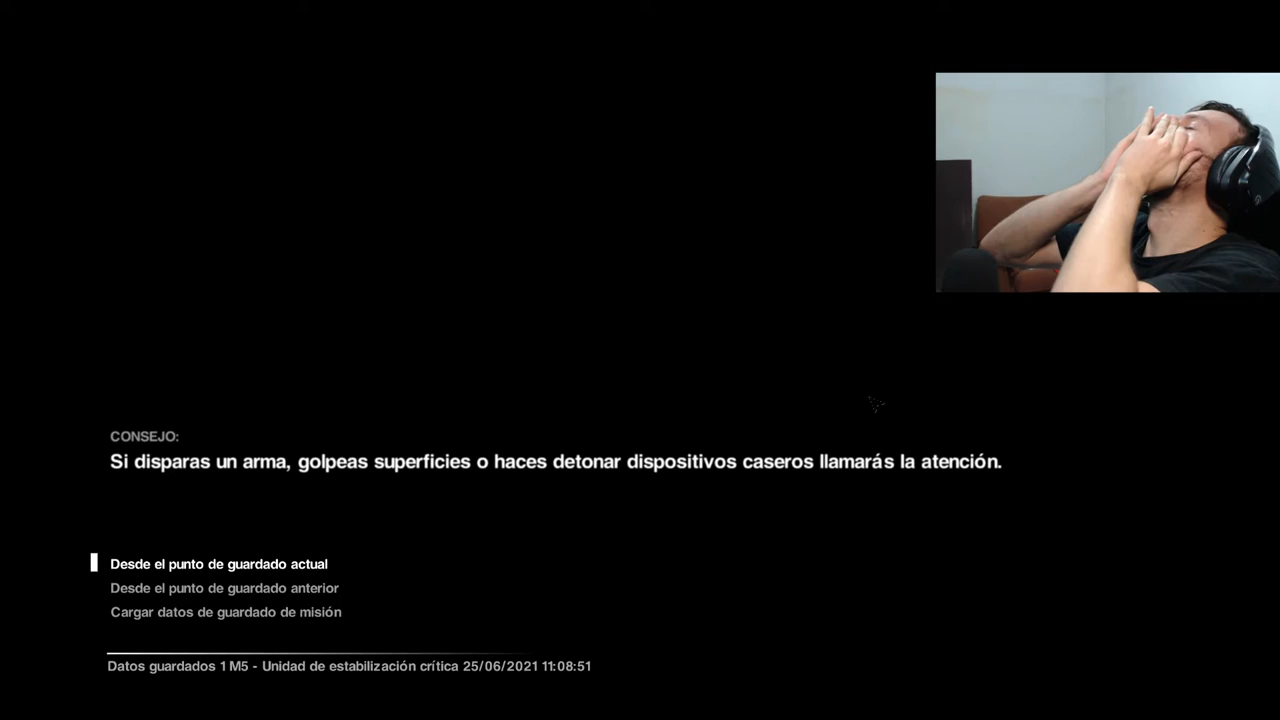 CONSEJO:
Si disparas un arma, golpeas superficies o haces detonar dispositivos caseros llamarás la atención.
Desde el punto de guardado actual
Desde el punto de guardado anterior
Cargar datos de guardado de misión
Datos guardados 1 M5 - Unidad de estabilización crítica 25/06/2021 11:08:51